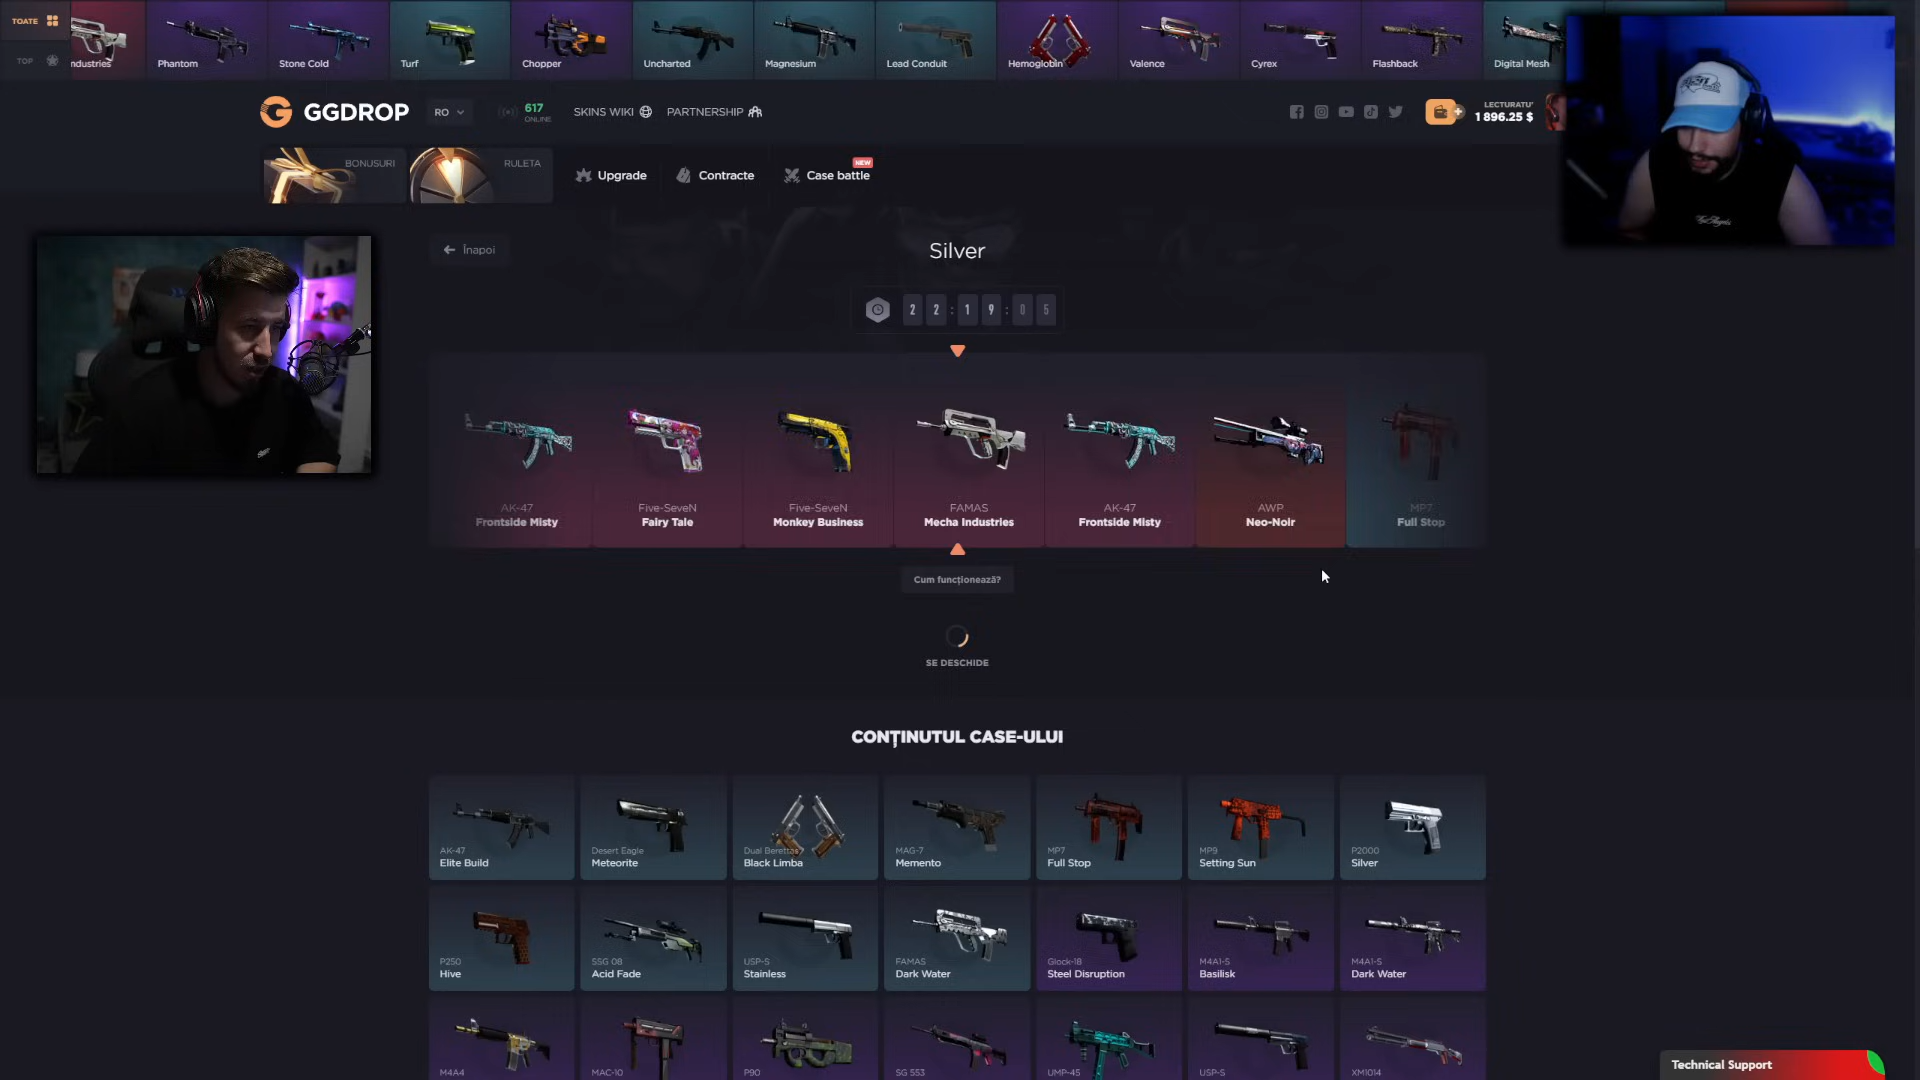 TOATE
TOP
ndustries
Phantom
Stone Cold
Turf
Chopper
Uncharted
Magnesium
Lead Conduit
Hemoglobin
Valence
Cyrex
Flashback
Digital Mesh
GGDROP
RO
617
ONLINE
SKINS WIKI
PARTNERSHIP
LECTURATU'
1 896.25 $
BONUSURI
RULETA
Upgrade
Contracte
Case battle
NEW
Înapoi
Silver
22:19:05
AK-47
Frontside Misty
Five-SeveN
Fairy Tale
Five-SeveN
Monkey Business
FAMAS
Mecha Industries
AK-47
Frontside Misty
AWP
Neo-Noir
MP7
Full Stop
Cum funcționează?
SE DESCHIDE
CONȚINUTUL CASE-ULUI
AK-47
Elite Build
Desert Eagle
Meteorite
Dual Berettas
Black Limba
MAG-7
Memento
MP7
Full Stop
MP9
Setting Sun
P2000
Silver
P250
Hive
SSG 08
Acid Fade
USP-S
Stainless
FAMAS
Dark Water
Glock-18
Steel Disruption
M4A1-S
Basilisk
M4A1-S
Dark Water
M4A4
MAC-10
P90
SG 553
UMP-45
USP-S
XM1014
Technical Support